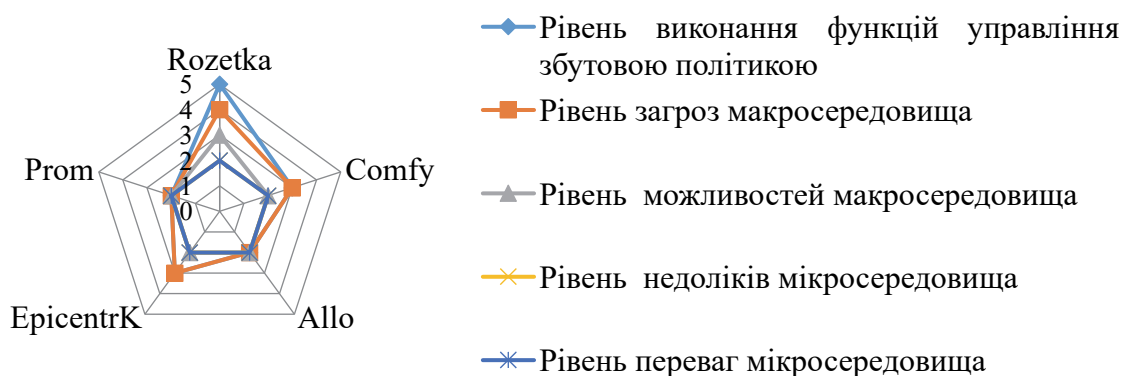 Rozetka
5
4
3
2
1
0
Prom
Comfy
EpicentrK
Allo
Рівень виконання функцій управління
збутовою політикою
Рівень загроз макросередовища
Рівень можливостей макросередовища
Рівень недоліків мікросередовища
Рівень переваг мікросередовища